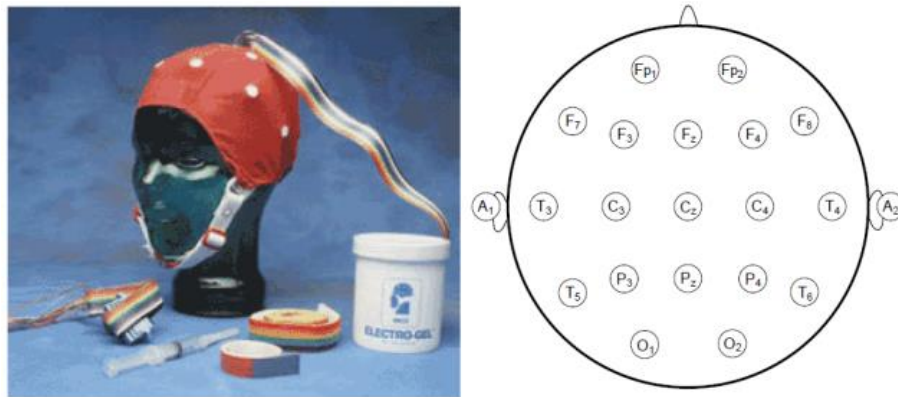 ELECTRO-GEL
Fp1 Fp2
F7 F3 Fz F4 F8
A1 T3 C3 Cz C4 T4 A2
T5 P3 Pz P4 T6
O1 O2